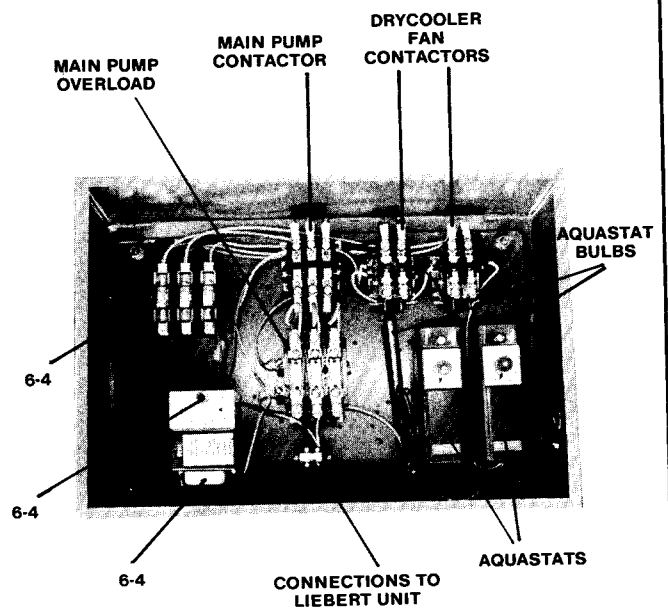 DRYCOOLER
FAN
CONTACTORS
MAIN PUMP
CONTACTOR
MAIN PUMP
OVERLOAD
AQUASTAT
BULBS
6-4
6-4
6-4
AQUASTATS
CONNECTIONS TO
LIEBERT UNIT